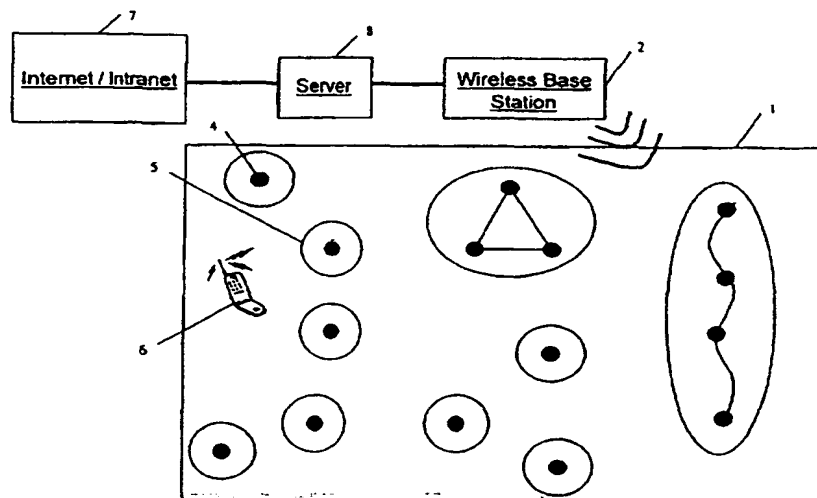 7
8
2
Internet / Intranet
Server
Wireless Base
Station
4
1
5
6